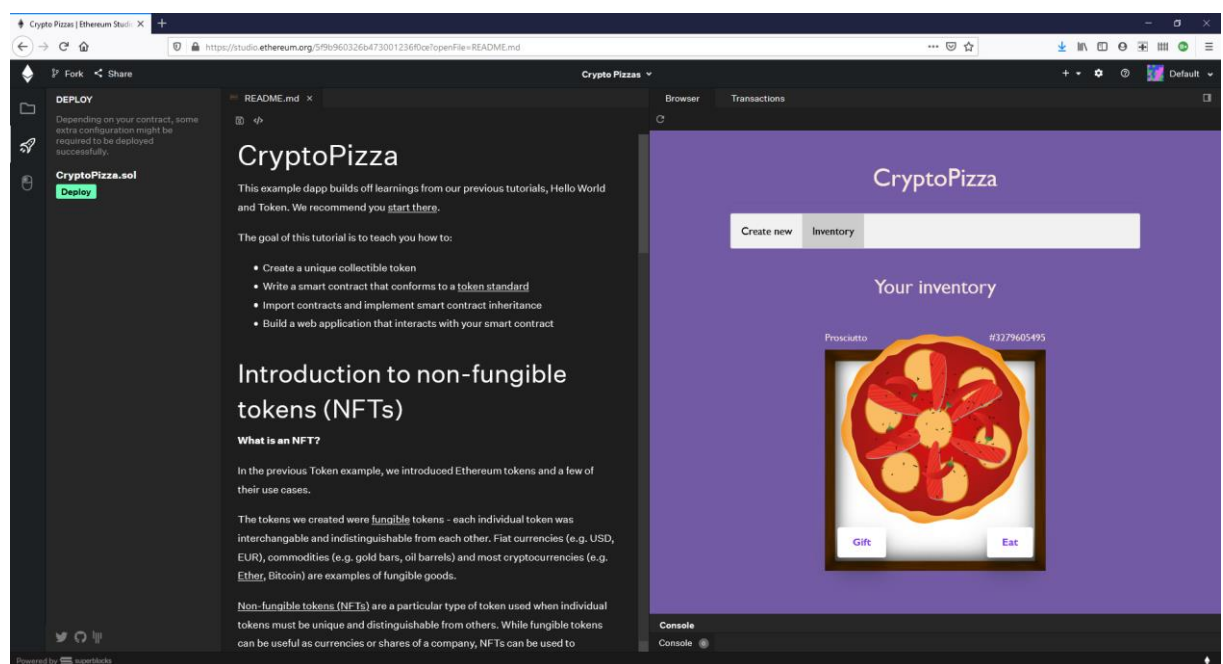 Crypto Pizzas | Ethereum Studi
https://studio.ethereum.org/5f9b960326b473001236f0ce?openFile=README.md
Fork
Share
Crypto Pizzas
Default
DEPLOY
Depending on your contract, some
extra configuration might be
required to be deployed
successfully.
CryptoPizza.sol
Deploy
README.md
CryptoPizza
This example dapp builds off learnings from our previous tutorials, Hello World
and Token. We recommend you start there.
The goal of this tutorial is to teach you how to:
• Create a unique collectible token
• Write a smart contract that conforms to a token standard
• Import contracts and implement smart contract inheritance
• Build a web application that interacts with your smart contract
Introduction to non-fungible
tokens (NFTs)
What is an NFT?
In the previous Token example, we introduced Ethereum tokens and a few of
their use cases.
The tokens we created were fungible tokens - each individual token was
interchangable and indistinguishable from each other. Fiat currencies (e.g. USD,
EUR), commodities (e.g. gold bars, oil barrels) and most cryptocurrencies (e.g.
Ether, Bitcoin) are examples of fungible goods.
Non-fungible tokens (NFTs) are a particular type of token used when individual
tokens must be unique and distinguishable from others. While fungible tokens
can be useful as currencies or shares of a company, NFTs can be used to
Browser
Transactions
CryptoPizza
Create new
Inventory
Your inventory
Prosciutto
#3279605495
Gift
Eat
Console
Console
Powered by superblocks